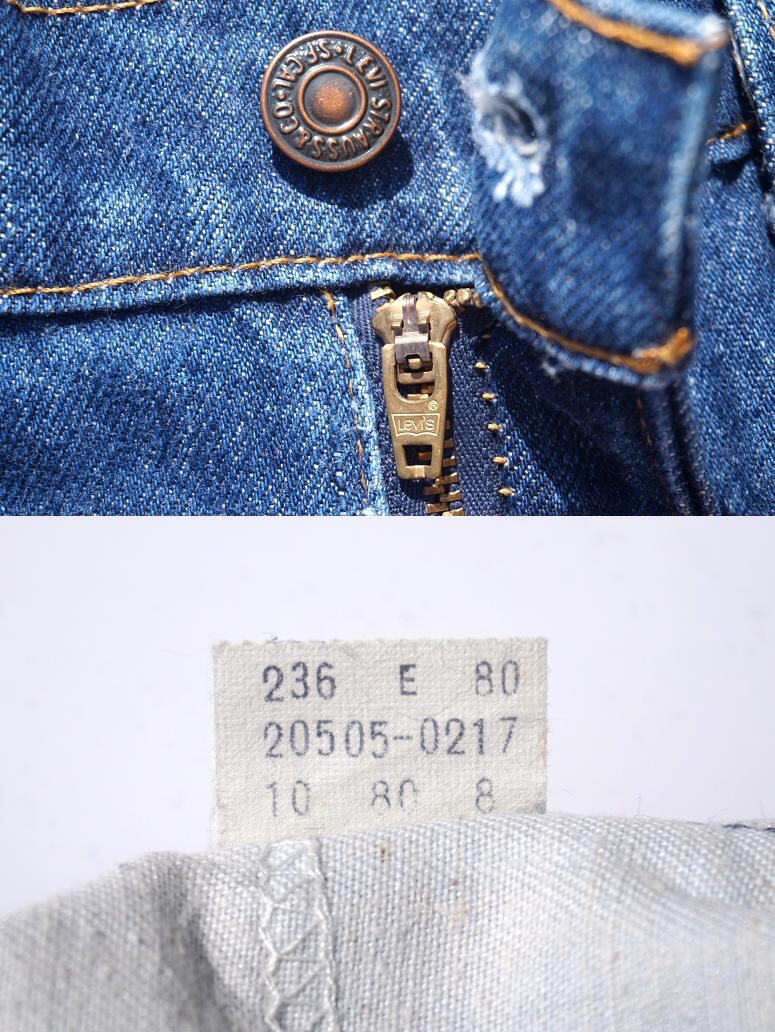 LEVI STRAUSS & CO · S.F. CAL ·
Levi's ®
236 E 80
20505-0217
10 80 8